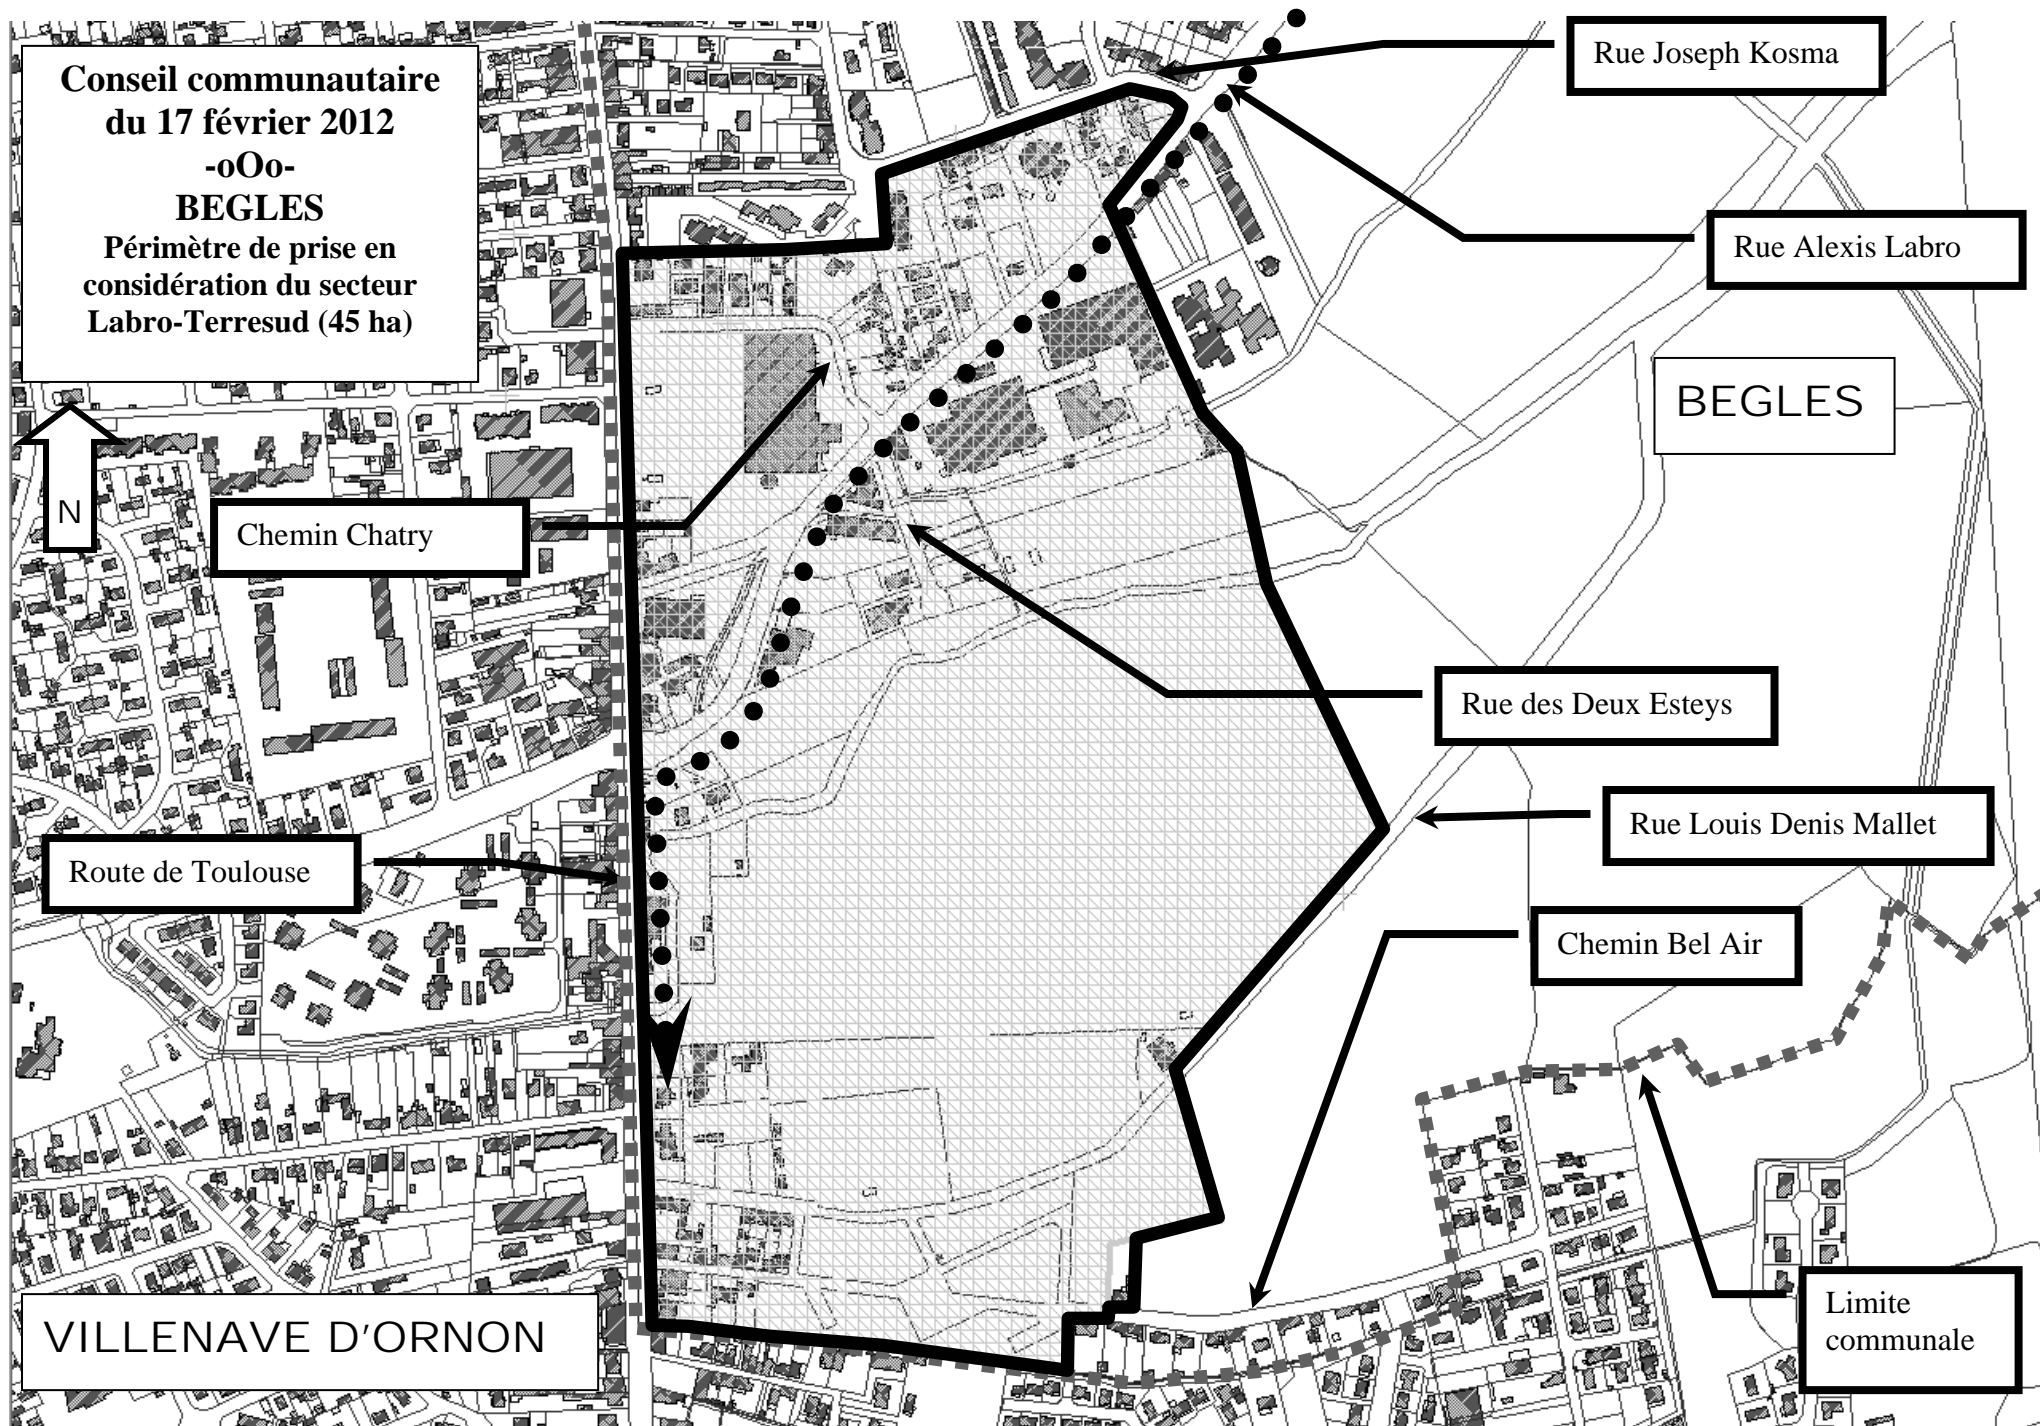 Conseil communautaire
du 17 février 2012
-oOo-
BEGLES
Périmètre de prise en
considération du secteur
Labro-Terresud (45 ha)
Rue Joseph Kosma
Rue Alexis Labro
BEGLES
N
Chemin Chatry
Rue des Deux Esteys
Rue Louis Denis Mallet
Route de Toulouse
Chemin Bel Air
Limite
communale
VILLENAVE D'ORNON